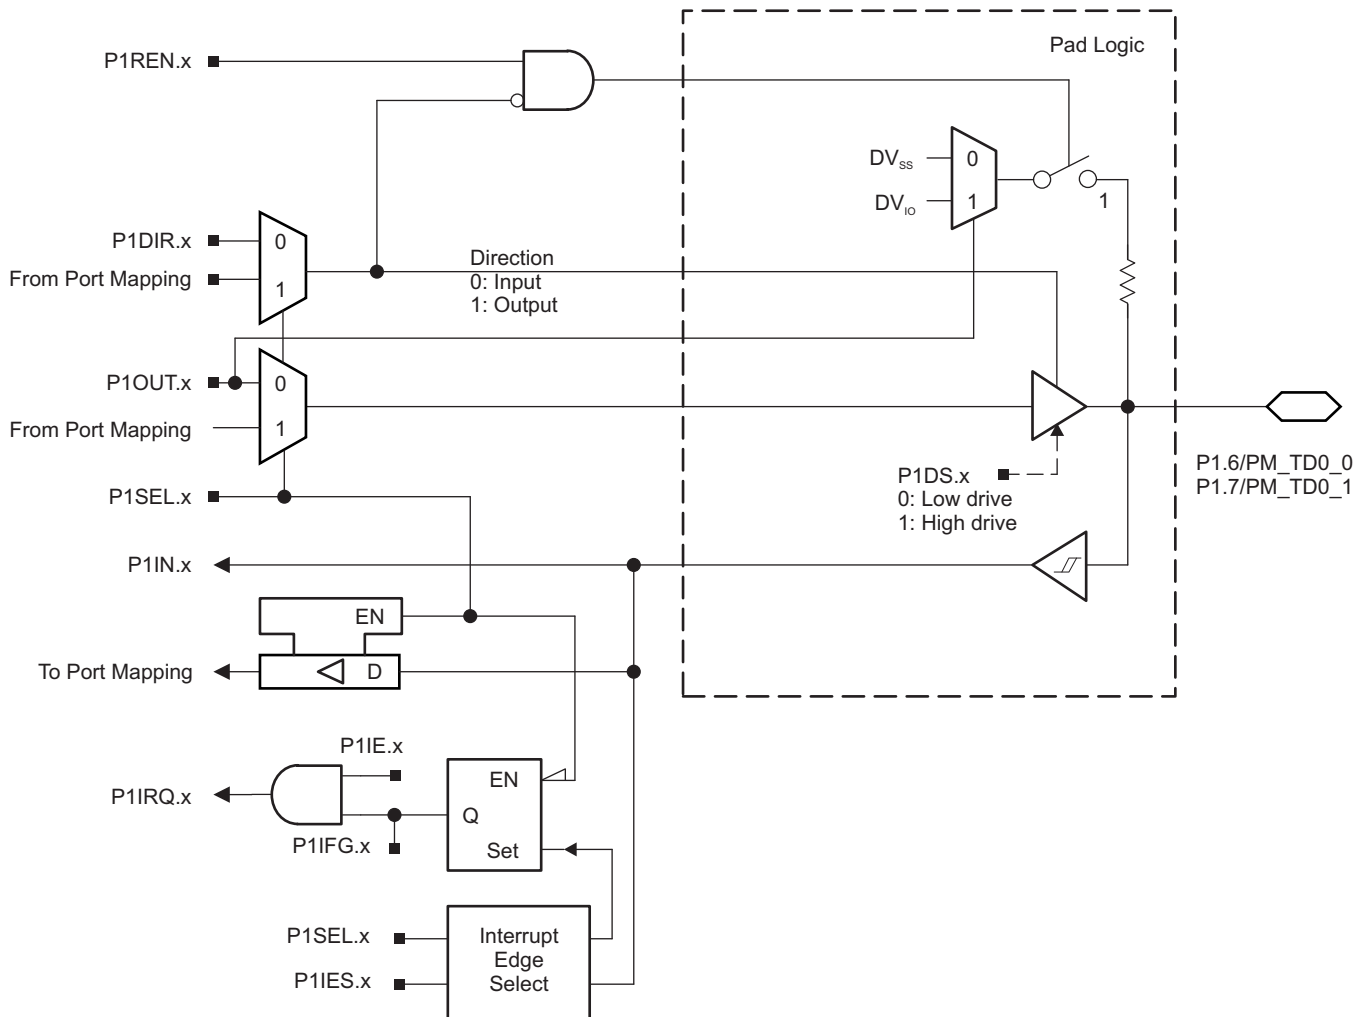 Pad Logic
P1REN.x
DVSS
0
DVIO
1
1
P1DIR.x
0
From Port Mapping
1
Direction
0: Input
1: Output
P1OUT.x
0
From Port Mapping
1
P1SEL.x
P1DS.x
0: Low drive
1: High drive
P1.6/PM_TD0_0
P1.7/PM_TD0_1
P1IN.x
EN
To Port Mapping
D
P1IE.x
P1IRQ.x
EN
Q
Set
P1IFG.x
P1SEL.x
P1IES.x
Interrupt
Edge
Select